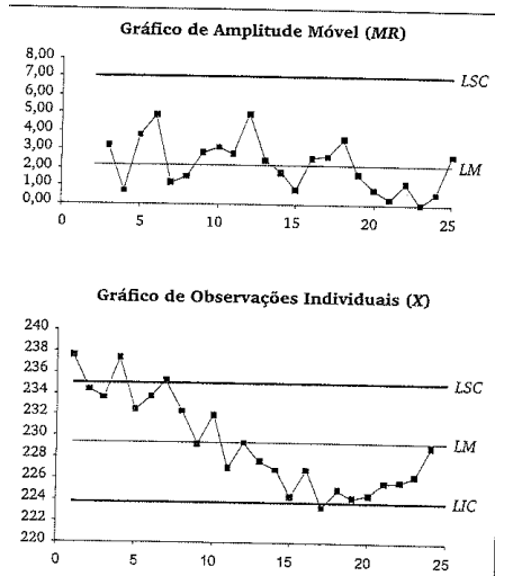 Gráfico de Amplitude Móvel (MR)
8,00
7,00
6,00
5,00
4,00
3,00
2,00
1,00
0,00
LSC
LM
0 5 10 15 20 25
Gráfico de Observações Individuais (X)
240
238
236
234
232
230
228
226
224
222
220
LSC
LM
LIC
0 5 10 15 20 25